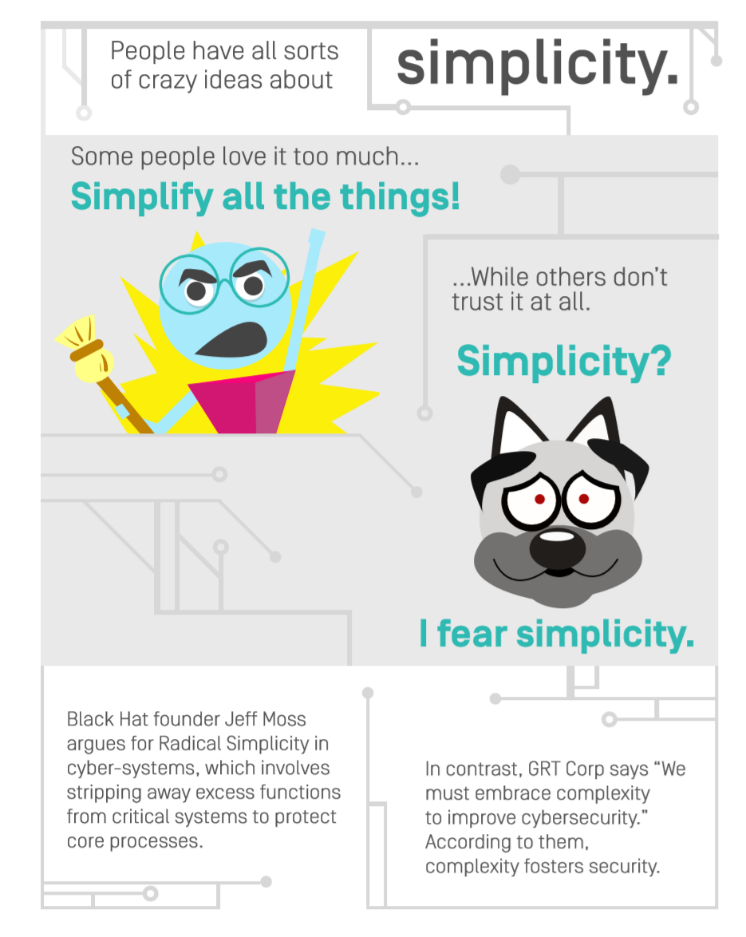 People have all sorts
of crazy ideas about
simplicity.
Some people love it too much...
Simplify all the things!
...While others don't
trust it at all.
Simplicity?
I fear simplicity.
Black Hat founder Jeff Moss
argues for Radical Simplicity in
cyber-systems, which involves
stripping away excess functions
from critical systems to protect
core processes.
In contrast, GRT Corp says "We
must embrace complexity
to improve cybersecurity."
According to them,
complexity fosters security.